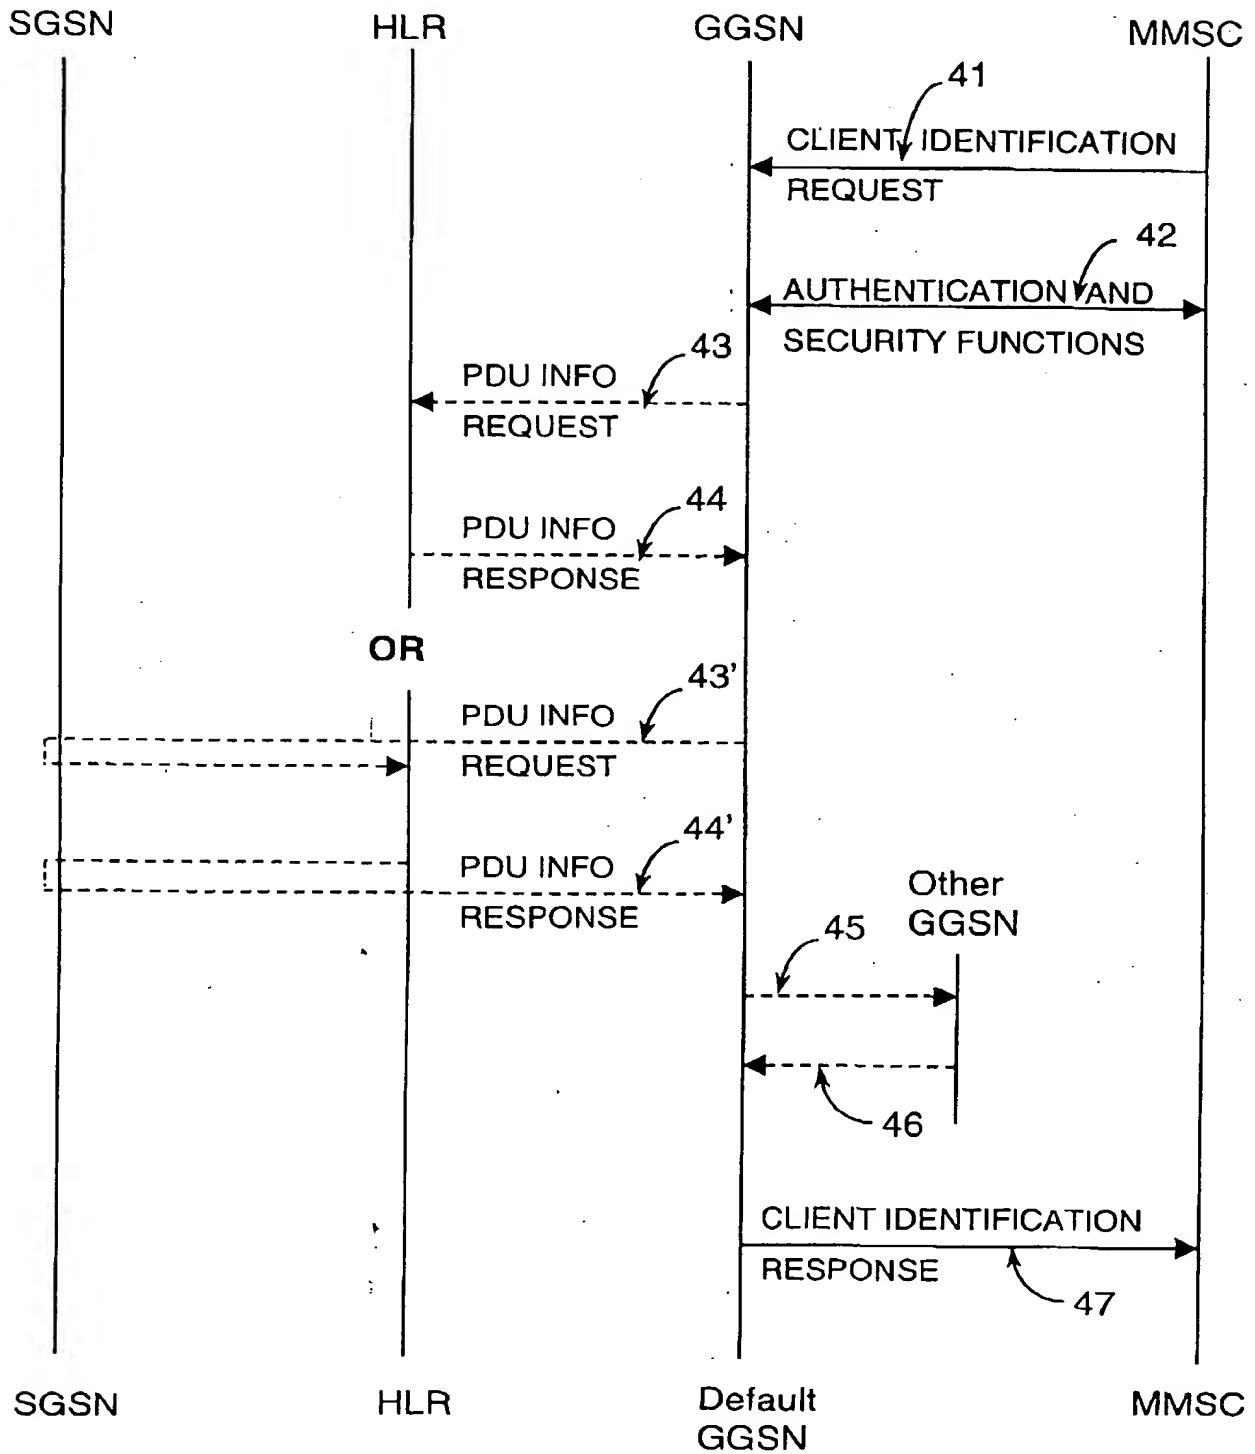 SGSN HLR GGSN MMSC
41
CLIENT IDENTIFICATION
REQUEST
42
AUTHENTICATION AND
SECURITY FUNCTIONS
43
PDU INFO
REQUEST
44
PDU INFO
RESPONSE
OR
43'
PDU INFO
REQUEST
44'
PDU INFO
RESPONSE
Other
GGSN
45
46
CLIENT IDENTIFICATION
RESPONSE
47
SGSN HLR Default MMSC
GGSN